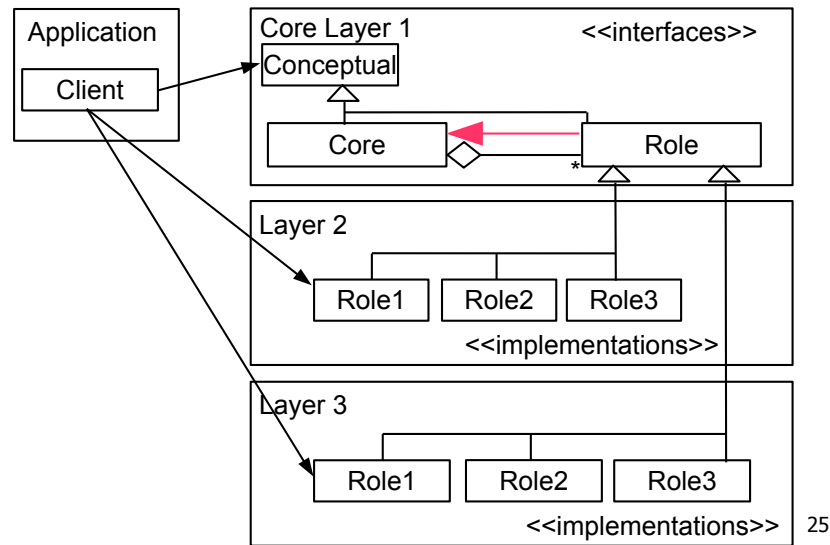 Application
Client
Core Layer 1
<<interfaces>>
Conceptual
Core
Role
*
Layer 2
Role1
Role2
Role3
<<implementations>>
Layer 3
Role1
Role2
Role3
<<implementations>>
25